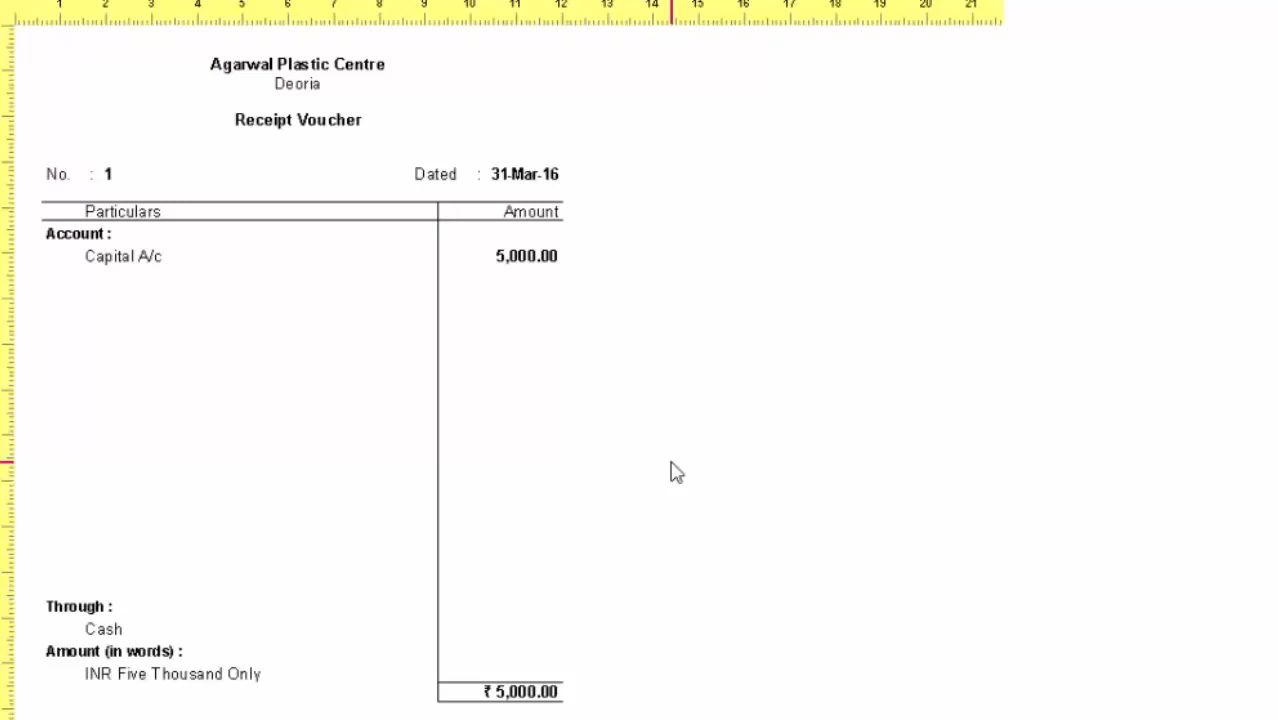 1 2 3 4 5 6 7 8 9 10 11 12 13 14 15 16 17 18 19 20 21
Agarwal Plastic Centre
Deoria
Receipt Voucher
No. : 1 Dated : 31-Mar-16
Particulars Amount
Account :
Capital A/c 5,000.00
Through :
Cash
Amount (in words) :
INR Five Thousand Only
₹ 5,000.00